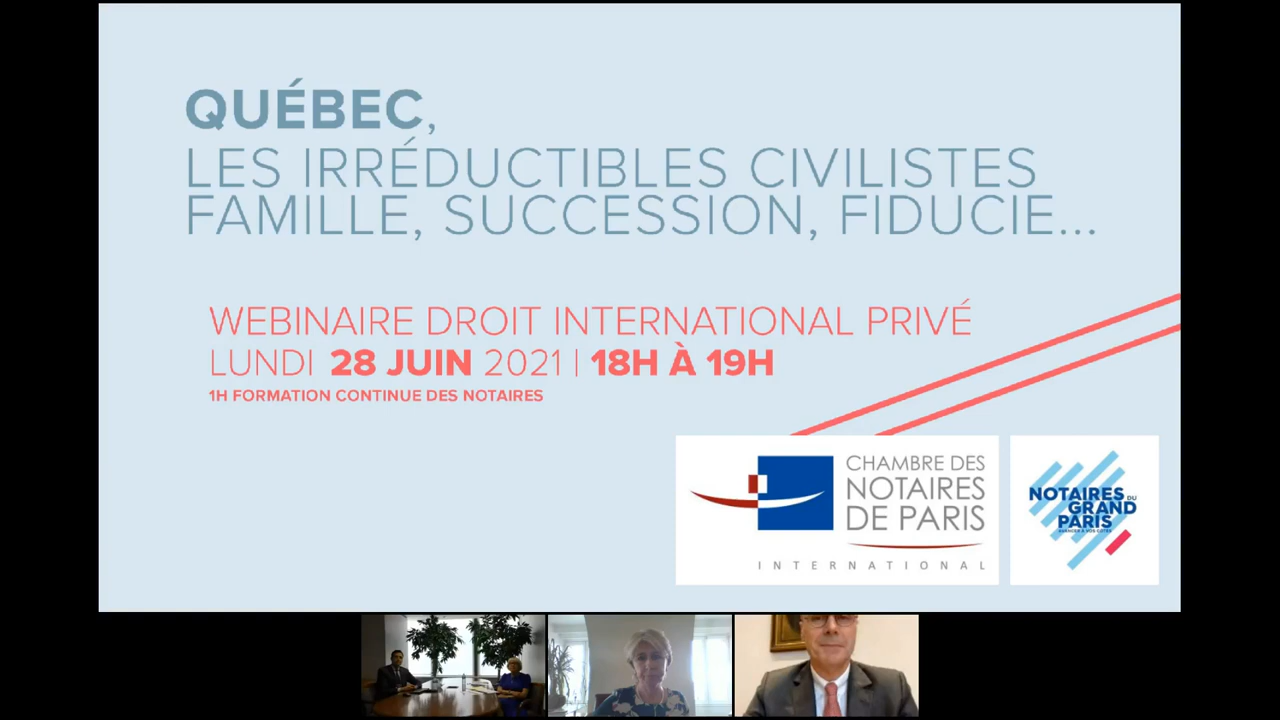 QUÉBEC,
LES IRRÉDUCTIBLES CIVILISTES
FAMILLE, SUCCESSION, FIDUCIE...
WEBINAIRE DROIT INTERNATIONAL PRIVÉ
LUNDI 28 JUIN 2021 | 18H À 19H
1H FORMATION CONTINUE DES NOTAIRES
CHAMBRE DES
NOTAIRES
DE PARIS
INTERNATIONAL
NOTAIRES DU
GRAND
PARIS